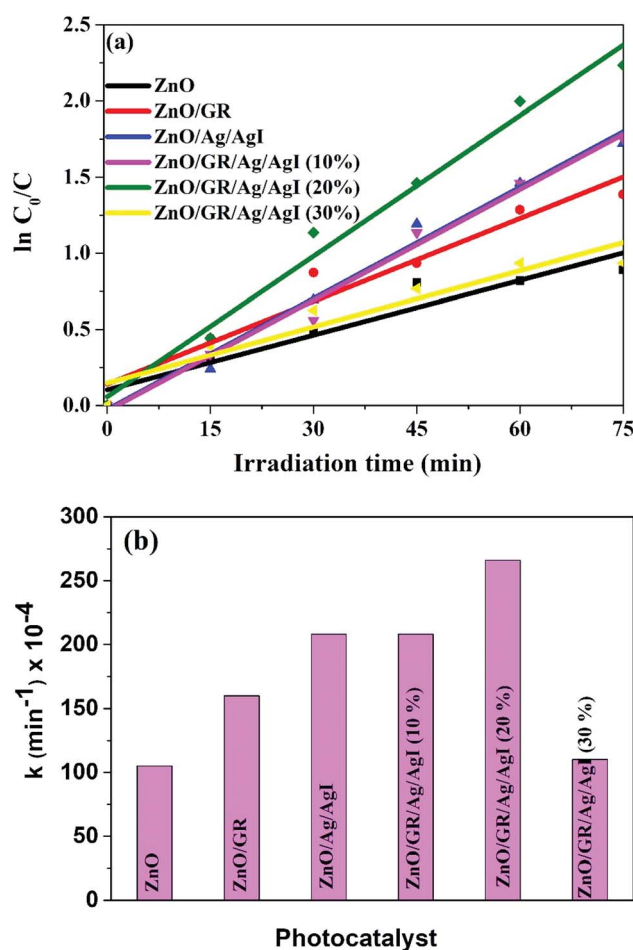 (a)
ZnO
ZnO/GR
ZnO/Ag/AgI
ZnO/GR/Ag/AgI (10%)
ZnO/GR/Ag/AgI (20%)
ZnO/GR/Ag/AgI (30%)
ln C₀/C
2.5
2.0
1.5
1.0
0.5
0.0
0 15 30 45 60 75
Irradiation time (min)
(b)
k (min⁻¹) x 10⁻⁴
300
250
200
150
100
50
0
ZnO
ZnO/GR
ZnO/Ag/AgI
ZnO/GR/Ag/AgI (10 %)
ZnO/GR/Ag/AgI (20 %)
ZnO/GR/Ag/AgI (30 %)
Photocatalyst